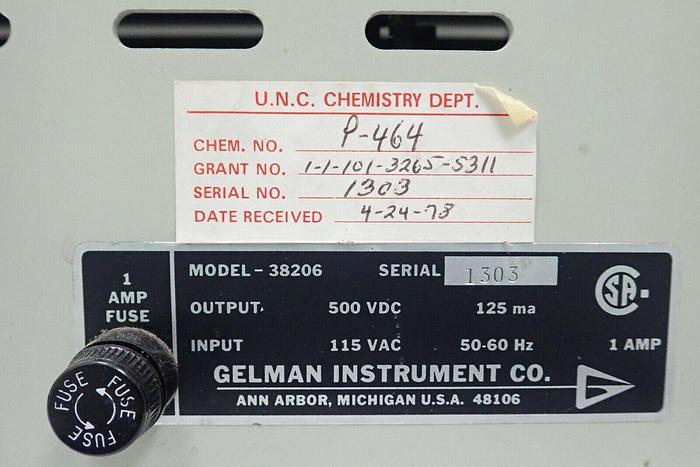 U.N.C. CHEMISTRY DEPT.
CHEM. NO. P-464
GRANT NO. 1-1-101-3265-5311
SERIAL NO. 1303
DATE RECEIVED 4-24-73
1
AMP
FUSE
MODEL-38206 SERIAL 1303
OUTPUT 500 VDC 125 ma
INPUT 115 VAC 50-60 Hz 1 AMP
GELMAN INSTRUMENT CO.
ANN ARBOR, MICHIGAN U.S.A. 48106
SA
FUSE
FUSE
FUSE